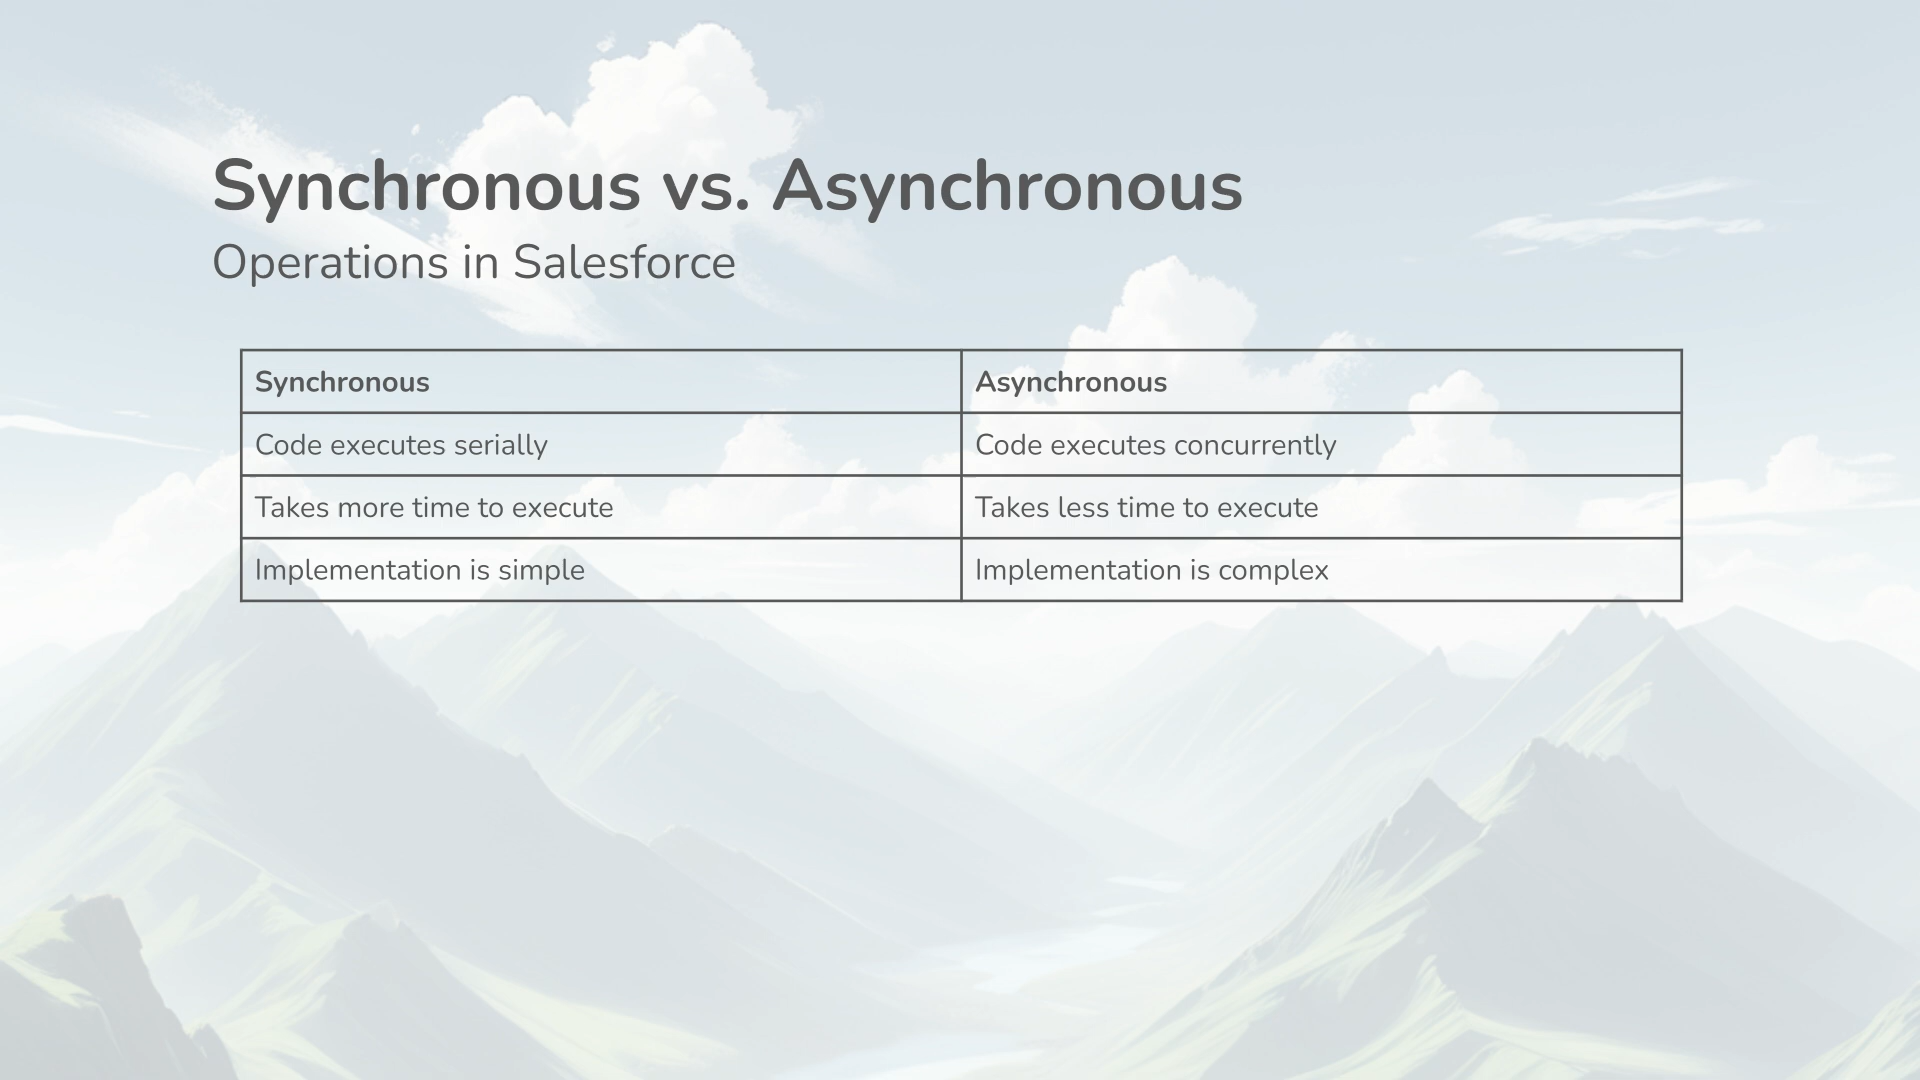 Synchronous vs. Asynchronous
Operations in Salesforce
Synchronous
Asynchronous
Code executes serially
Code executes concurrently
Takes more time to execute
Takes less time to execute
Implementation is simple
Implementation is complex